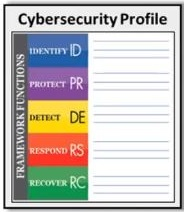 Cybersecurity Profile
FRAMEWORK FUNCTIONS
IDENTIFY ID
PROTECT PR
DETECT DE
RESPOND RS
RECOVER RC